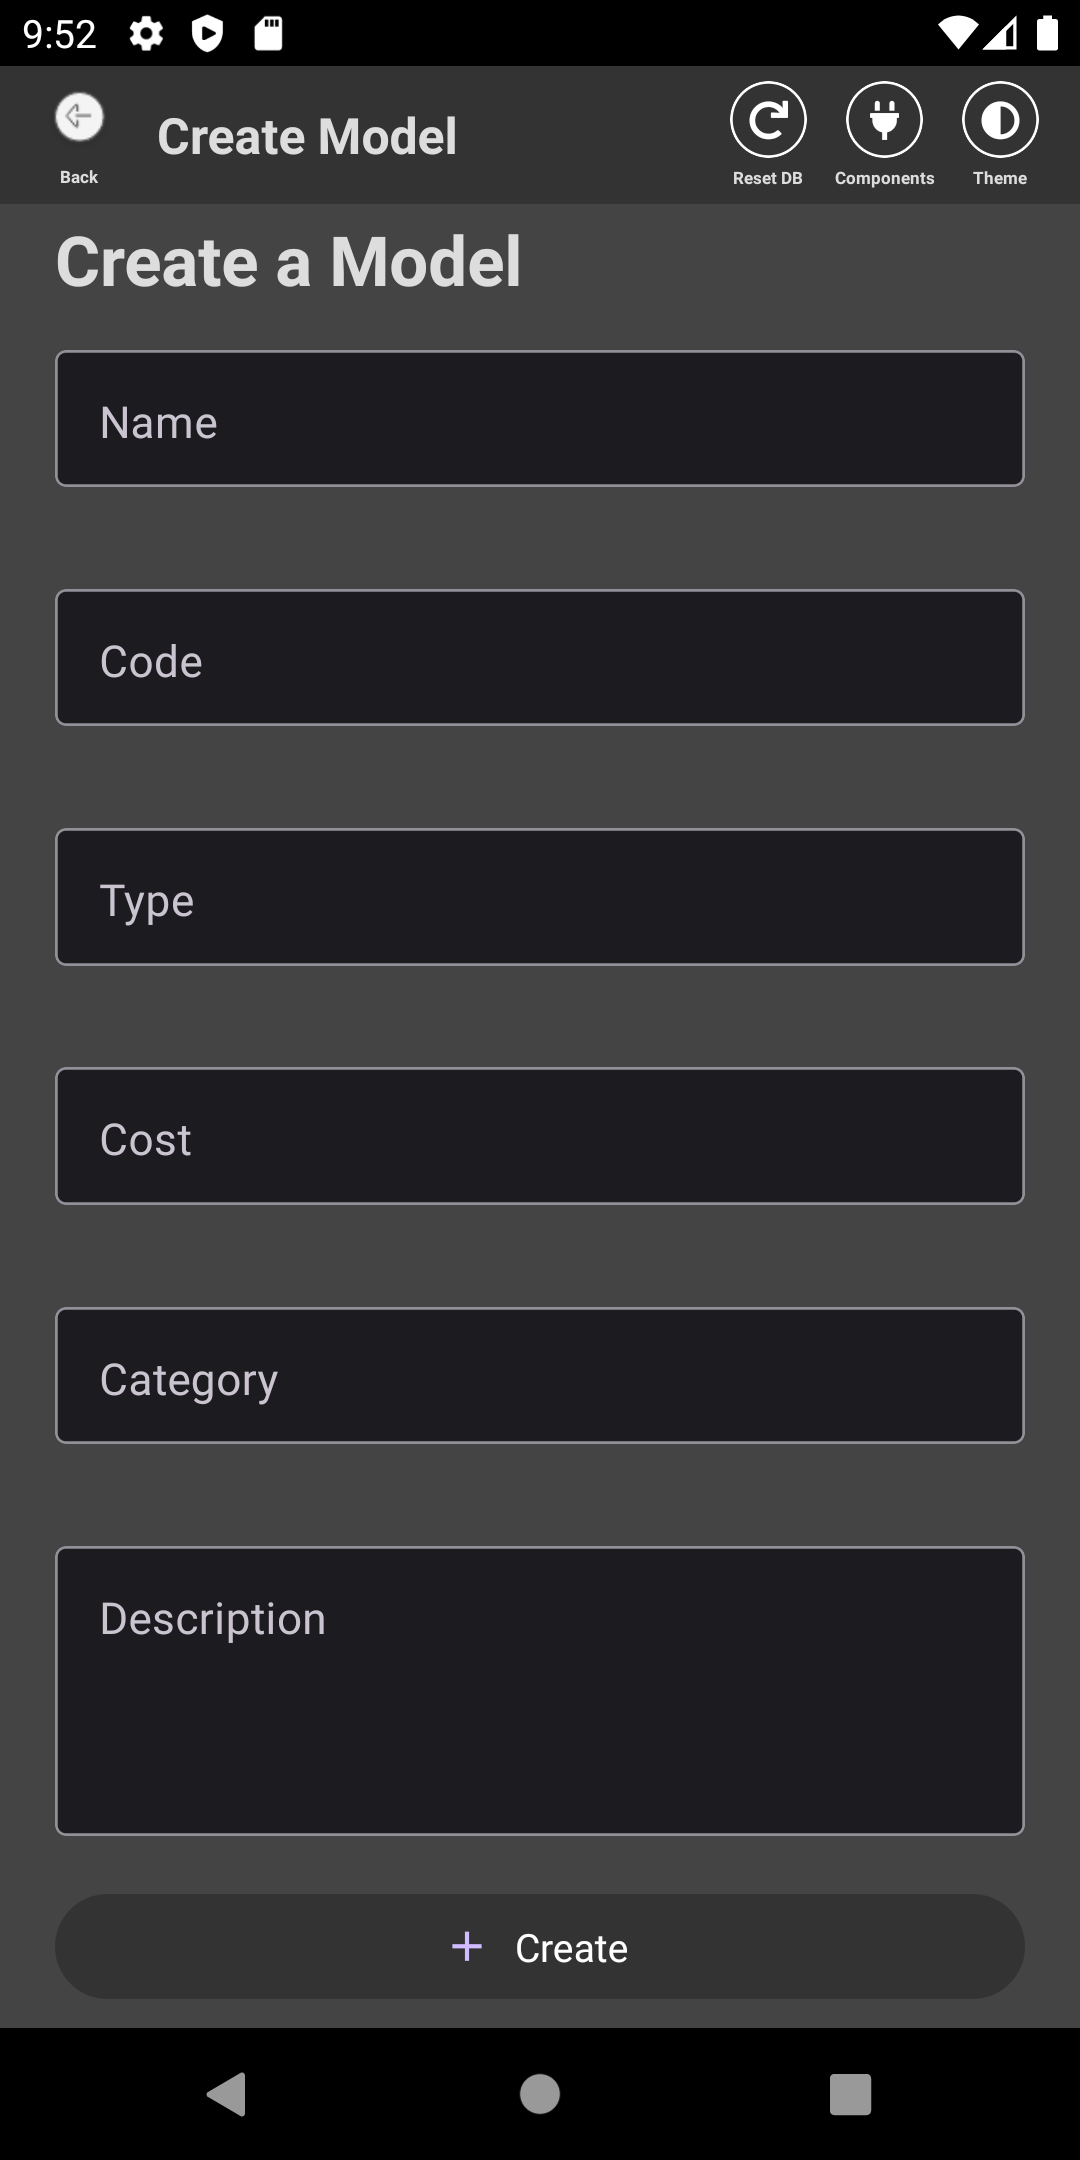 9:52
Back
Create Model
Reset DB
Components
Theme
Create a Model
Name
Code
Type
Cost
Category
Description
Create